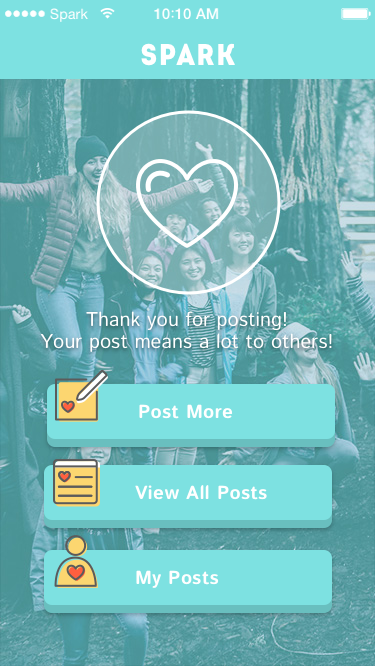 Spark 10:10 AM
SPARK
Thank you for posting!
Your post means a lot to others!
Post More
View All Posts
My Posts